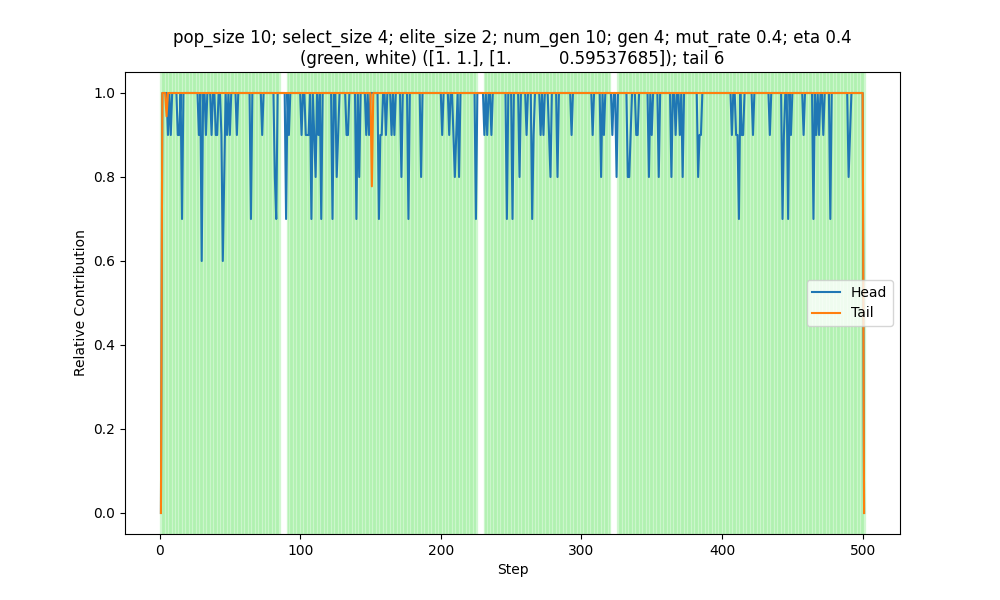 pop_size 10; select_size 4; elite_size 2; num_gen 10; gen 4; mut_rate 0.4; eta 0.4
(green, white) ([1. 1.], [1.          0.59537685]); tail 6
1.0
0.8
0.6
0.4
0.2
0.0
Relative Contribution
Head
Tail
0
100
200
300
400
500
Step